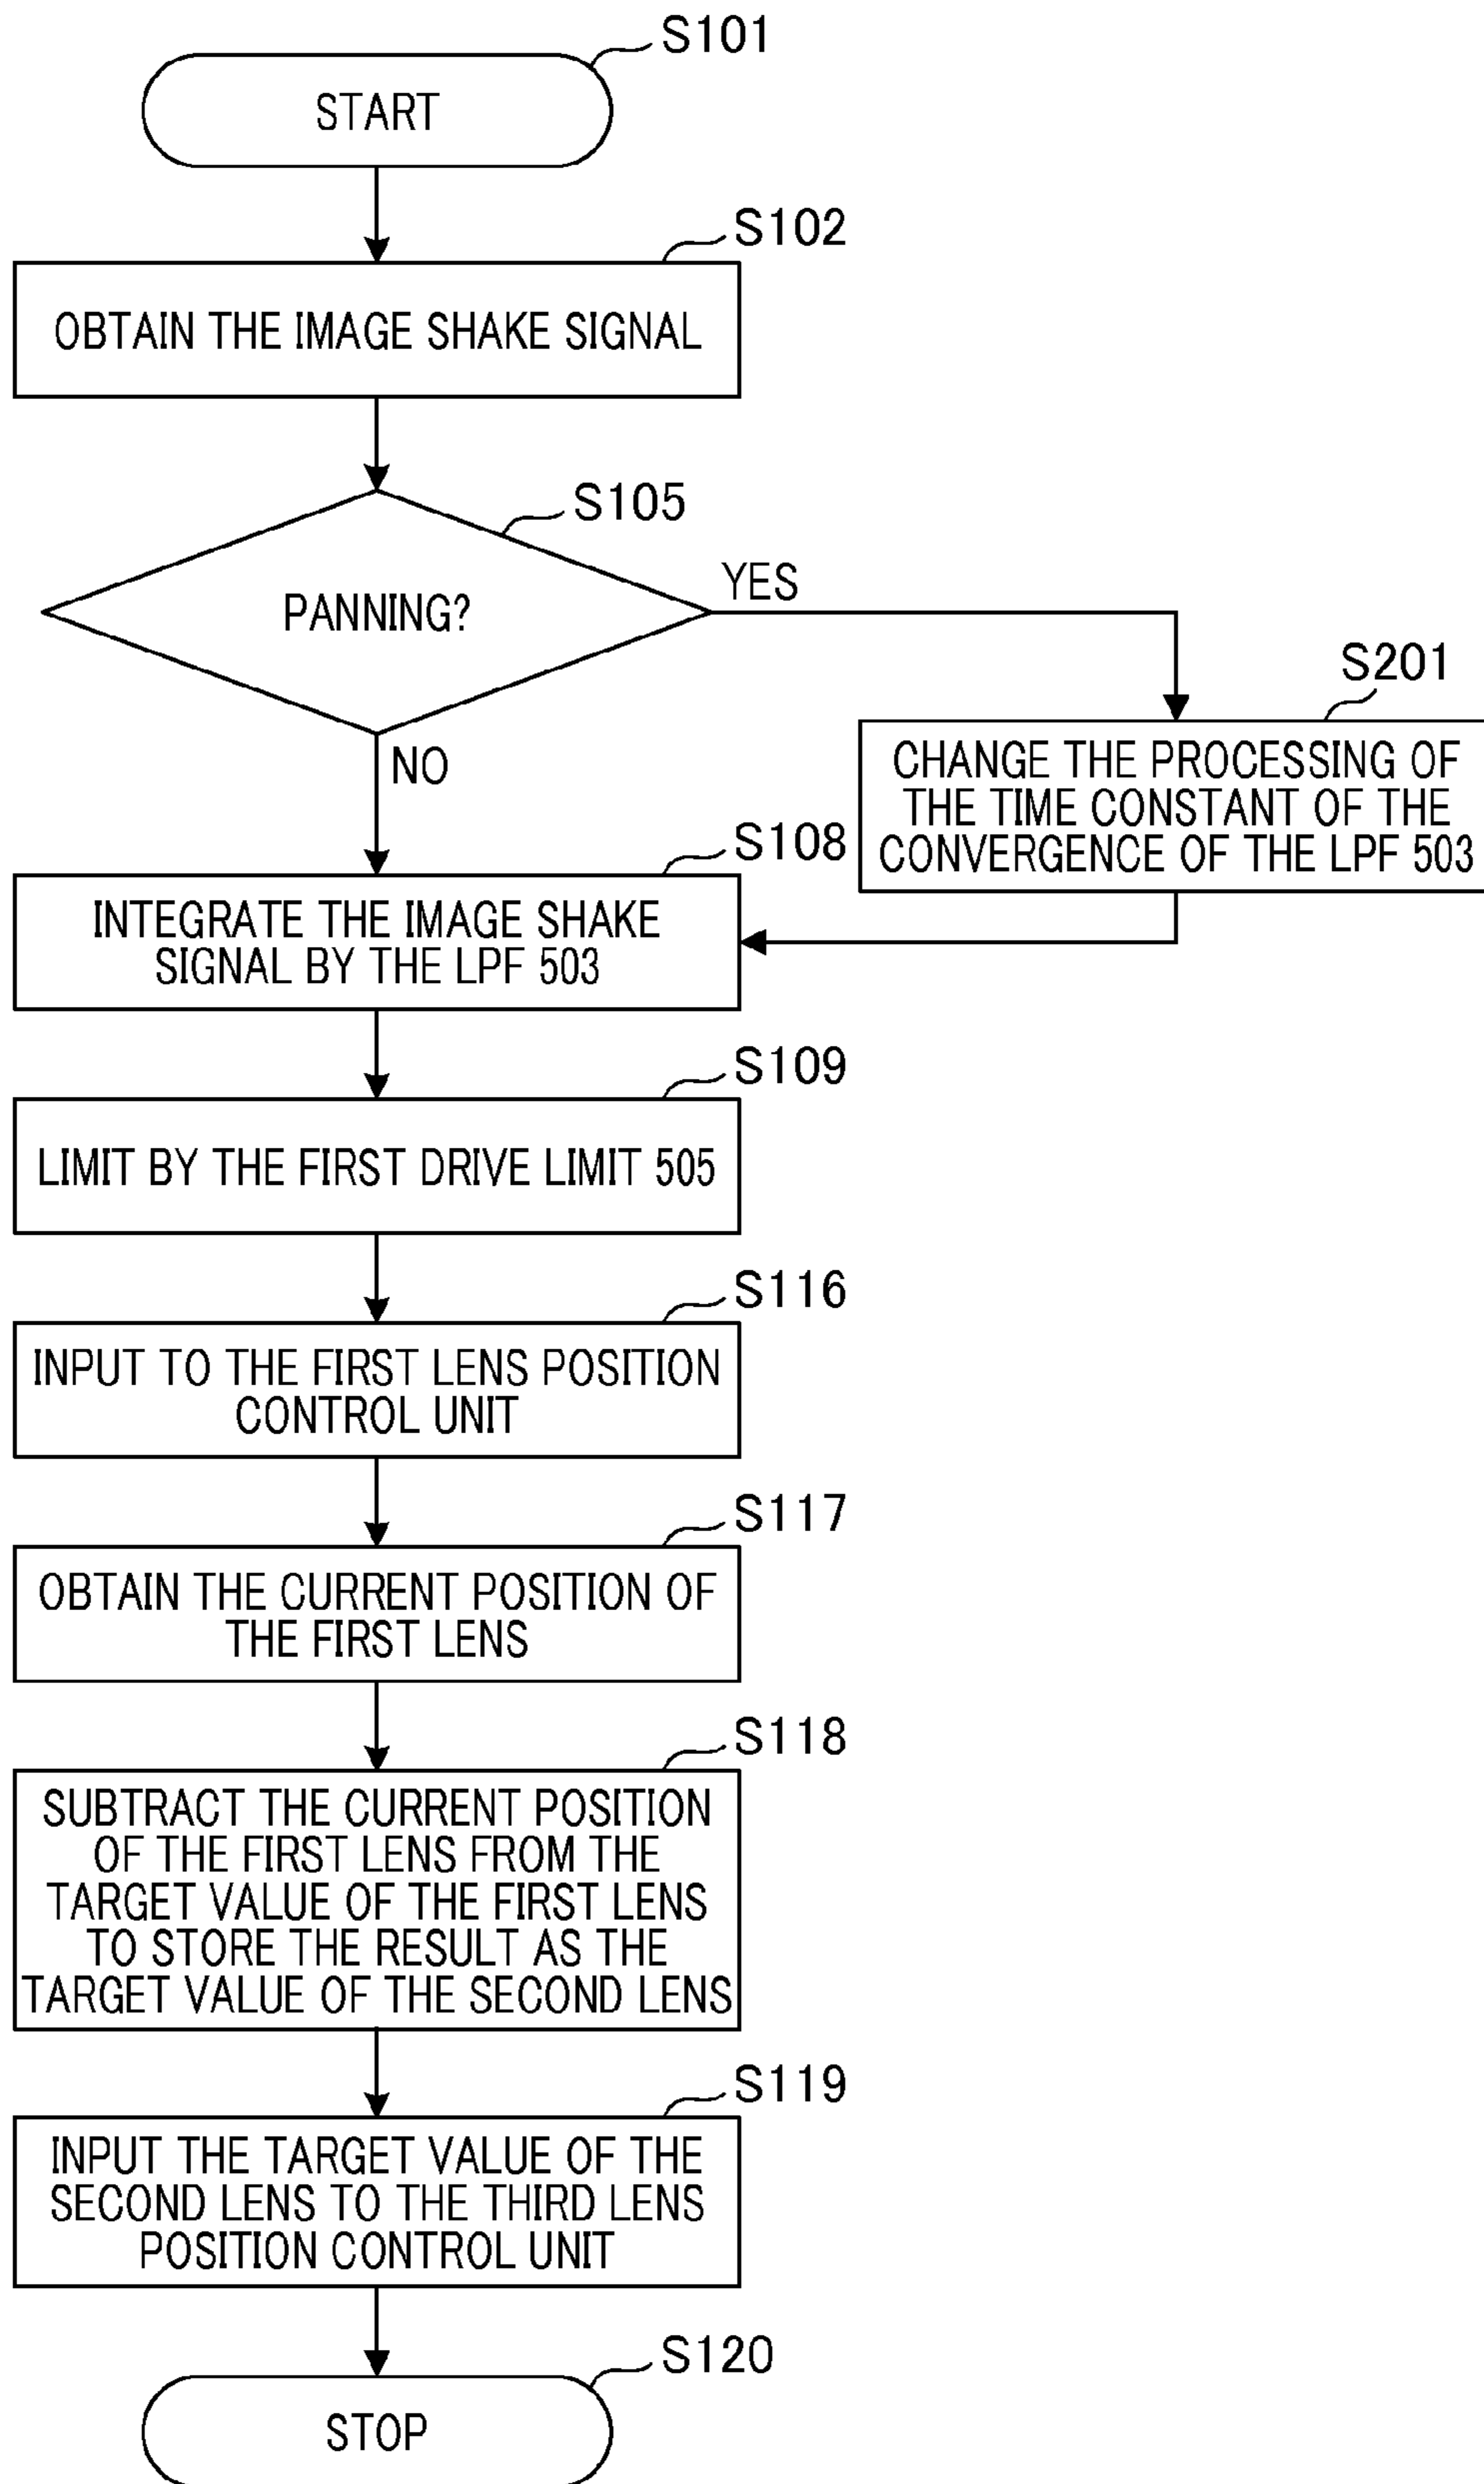 S101
START
S102
OBTAIN THE IMAGE SHAKE SIGNAL
S105
PANNING?
YES
NO
S201
CHANGE THE PROCESSING OF
THE TIME CONSTANT OF THE
CONVERGENCE OF THE LPF 503
S108
INTEGRATE THE IMAGE SHAKE
SIGNAL BY THE LPF 503
S109
LIMIT BY THE FIRST DRIVE LIMIT 505
S116
INPUT TO THE FIRST LENS POSITION
CONTROL UNIT
S117
OBTAIN THE CURRENT POSITION OF
THE FIRST LENS
S118
SUBTRACT THE CURRENT POSITION
OF THE FIRST LENS FROM THE
TARGET VALUE OF THE FIRST LENS
TO STORE THE RESULT AS THE
TARGET VALUE OF THE SECOND LENS
S119
INPUT THE TARGET VALUE OF THE
SECOND LENS TO THE THIRD LENS
POSITION CONTROL UNIT
S120
STOP